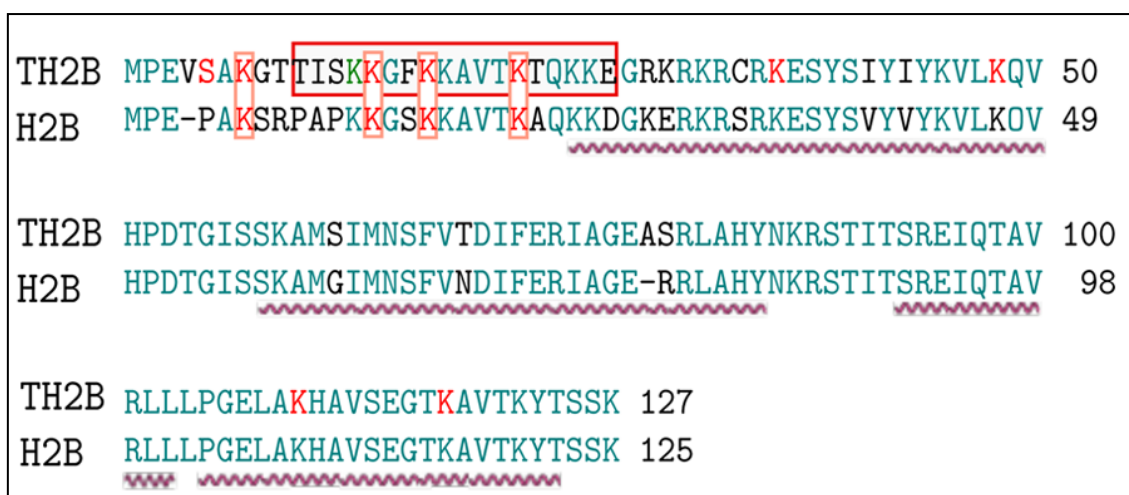 TH2B MPEVSAKGTTTISKKGFKKAVTKTQKKEGRKRKRCRKESYSIYIYKVLKQV 50
H2B MPE-PAKSRPAPKKGSKKAVTKAQKKDGKERKRSRKESYSVYVYKVLKOV 49
TH2B HPDTGISSKAMSIMNSFVTDIFERIAGEASRLAHYNKRSTITSREIQTAV 100
H2B HPDTGISSKAMGIMNSFVNDIFERIAGE-RRLAHYNKRSTITSREIQTAV 98
TH2B RLLLPGELAKHAVSEGTKAVTKYTSSK 127
H2B RLLLPGELAKHAVSEGTKAVTKYTSSK 125